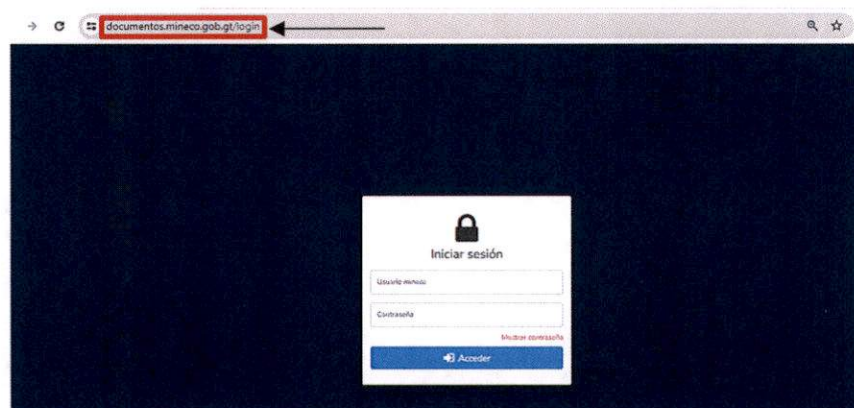 documentos.mineco.gob.gt/login
Iniciar sesión
Usuario mineco
Contraseña
Mostrar contraseña
Acceder